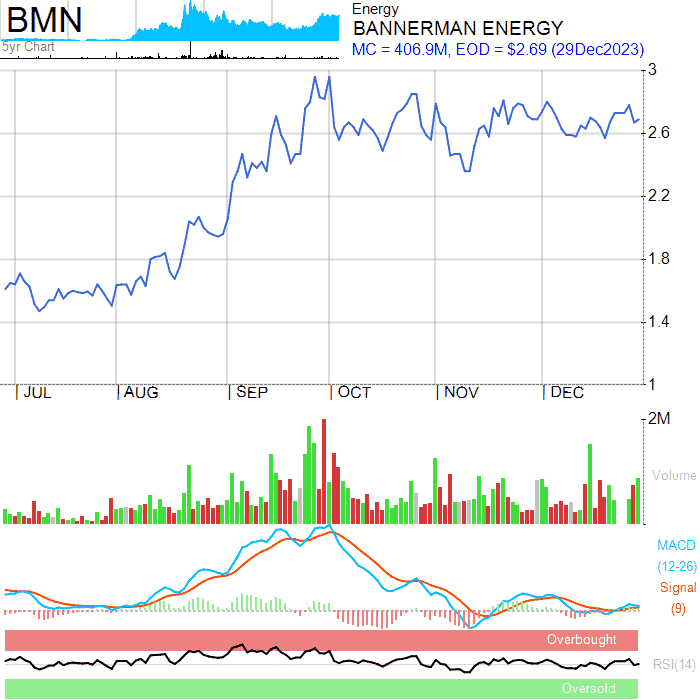 BMN
5yr Chart
Energy
BANNERMAN ENERGY
MC = 406.9M, EOD = $2.69 (29Dec2023)
3
2.6
2.2
1.8
1.4
1
JUL AUG SEP OCT NOV DEC
2M
Volume
MACD
(12-26)
Signal
(9)
Overbought
RSI(14)
Oversold